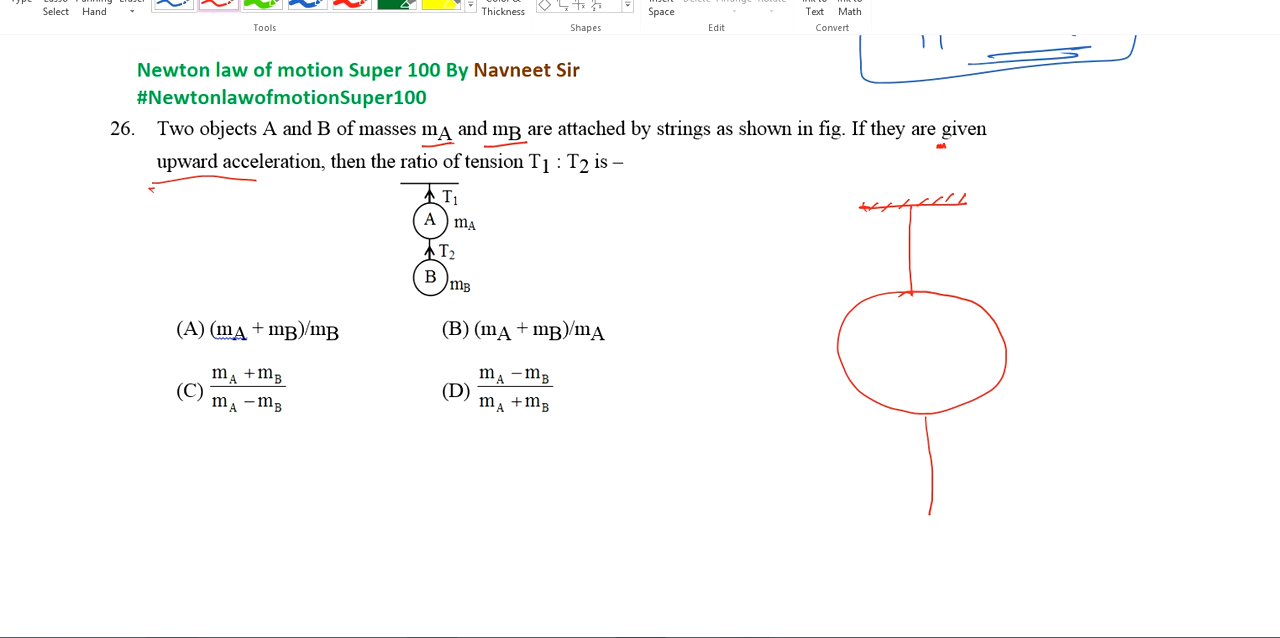 Select Hand
Thickness
Space
Text Math
Tools
Shapes
Edit
Convert
Newton law of motion Super 100 By Navneet Sir
#NewtonlawofmotionSuper100
26. Two objects A and B of masses mA and mB are attached by strings as shown in fig. If they are given
upward acceleration, then the ratio of tension T1 : T2 is –
T1
A mA
T2
B mB
(A) (mA + mB)/mB (B) (mA + mB)/mA
(C) mA + mB / mA − mB (D) mA − mB / mA + mB